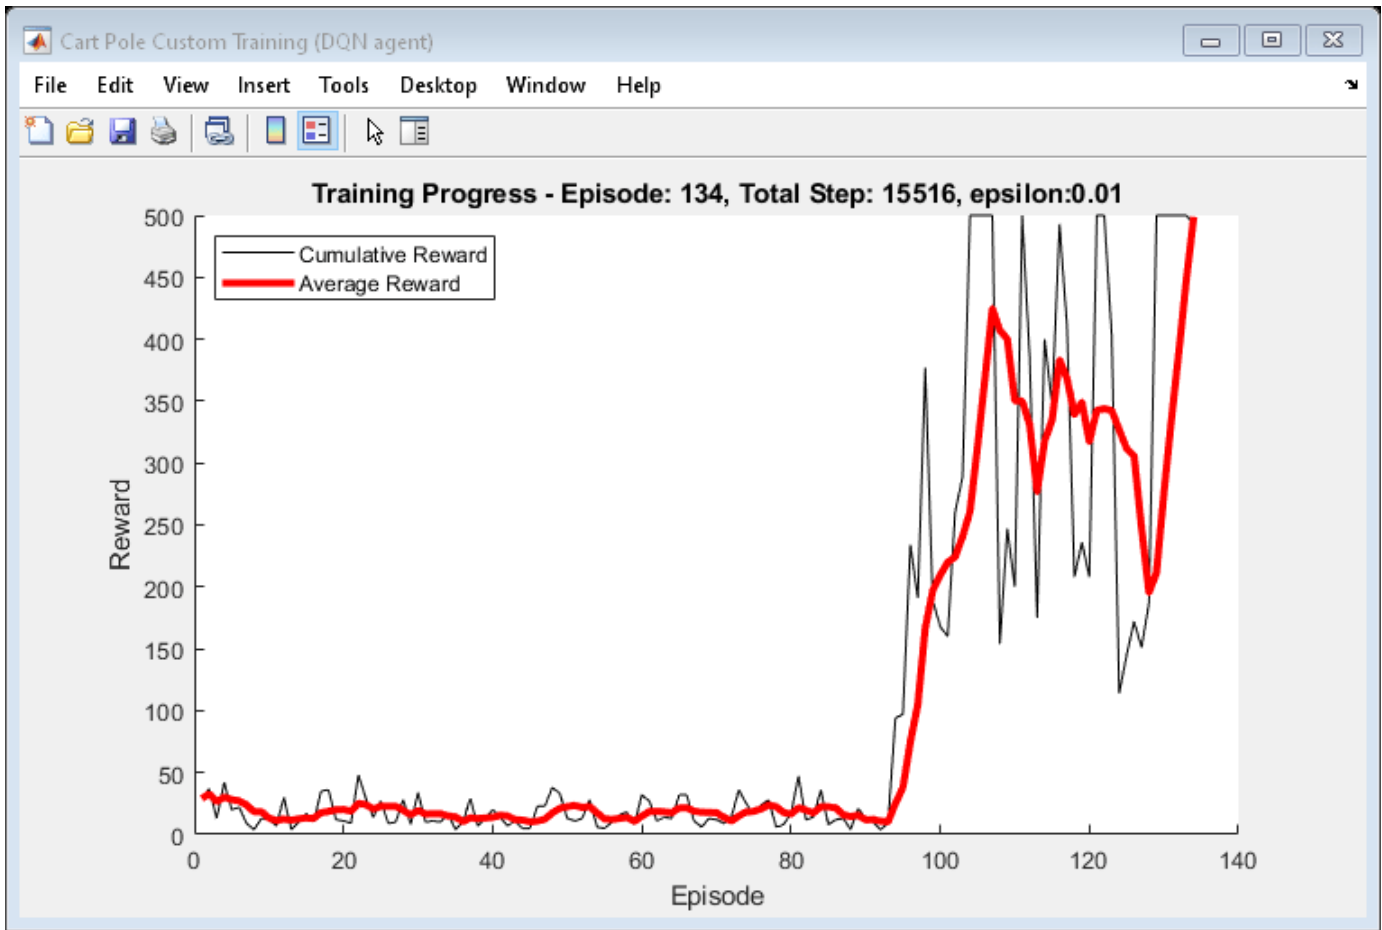 Cart Pole Custom Training (DQN agent)
File Edit View Insert Tools Desktop Window Help
Training Progress - Episode: 134, Total Step: 15516, epsilon:0.01
Cumulative Reward
Average Reward
500
450
400
350
300
250
200
150
100
50
0
Reward
0 20 40 60 80 100 120 140
Episode